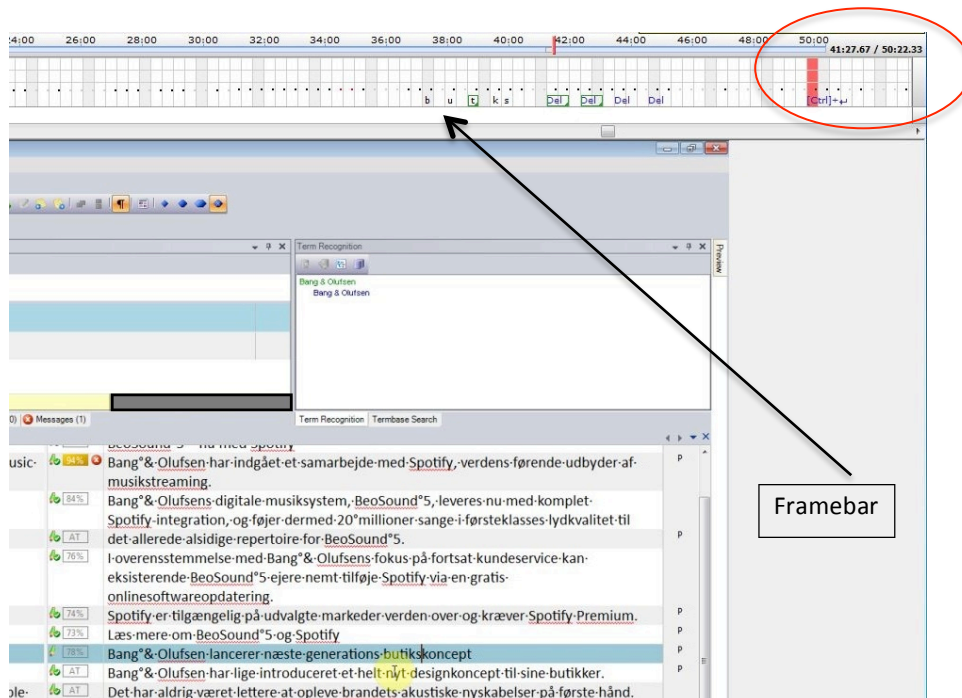 24:00 26:00 28:00 30:00 32:00 34:00 36:00 38:00 40:00 42:00 44:00 46:00 48:00 50:00
41:27.67 / 50:22.33
b u t k s Del Del Del Del [Ctrl]+↵
Term Recognition
Preview
Bang & Olufsen
Bang & Olufsen
0) Messages (1)
Term Recognition Termbase Search
BeoSound°5 nu med Spotify
usic· 94% Bang°&·Olufsen·har·indgået·et·samarbejde·med·Spotify,·verdens·førende·udbyder·af· P
musikstreaming.
84% Bang°&·Olufsens·digitale·musiksystem,·BeoSound°5,·leveres·nu·med·komplet·
Spotify·integration,·og·føjer·dermed·20°millioner·sange·i·førsteklasses·lydkvalitet·til
AT det·allerede·alsidige·repertoire·for·BeoSound°5. P
76% I·overensstemmelse·med·Bang°&·Olufsens·fokus·på·fortsat·kundeservice·kan·
eksisterende·BeoSound°5·ejere·nemt·tilføje·Spotify·via·en·gratis·
onlinesoftwareopdatering.
74% Spotify·er·tilgængelig·på·udvalgte·markeder·verden·over·og·kræver·Spotify·Premium. P
73% Læs·mere·om·BeoSound°5·og·Spotify P
78% Bang°&·Olufsen·lancerer·næste·generations·butikskoncept P
AT Bang°&·Olufsen·har·lige·introduceret·et·helt·nyt·designkoncept·til·sine·butikker. P
ple· AT Det·har·aldrig·været·lettere·at·opleve·brandets·akustiske·nyskabelser·på·første·hånd.
Framebar